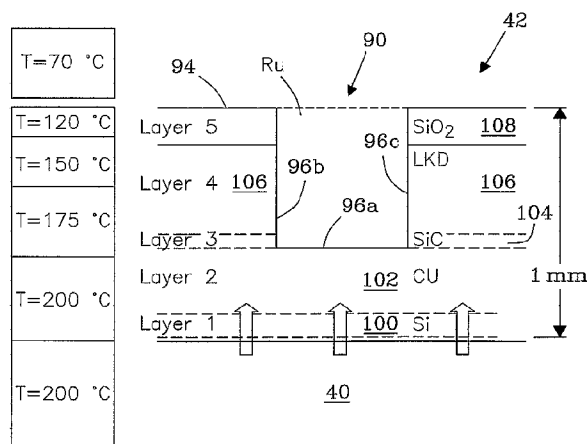 T=70 °C
T=120 °C
T=150 °C
T=175 °C
T=200 °C
T=200 °C
90
42
94
Ru
Layer 5
SiO2 108
96c
LKD
96b
Layer 4 106
106
96a
104
Layer 3
SiC
Layer 2
102 CU
1 mm
Layer 1
100 Si
40